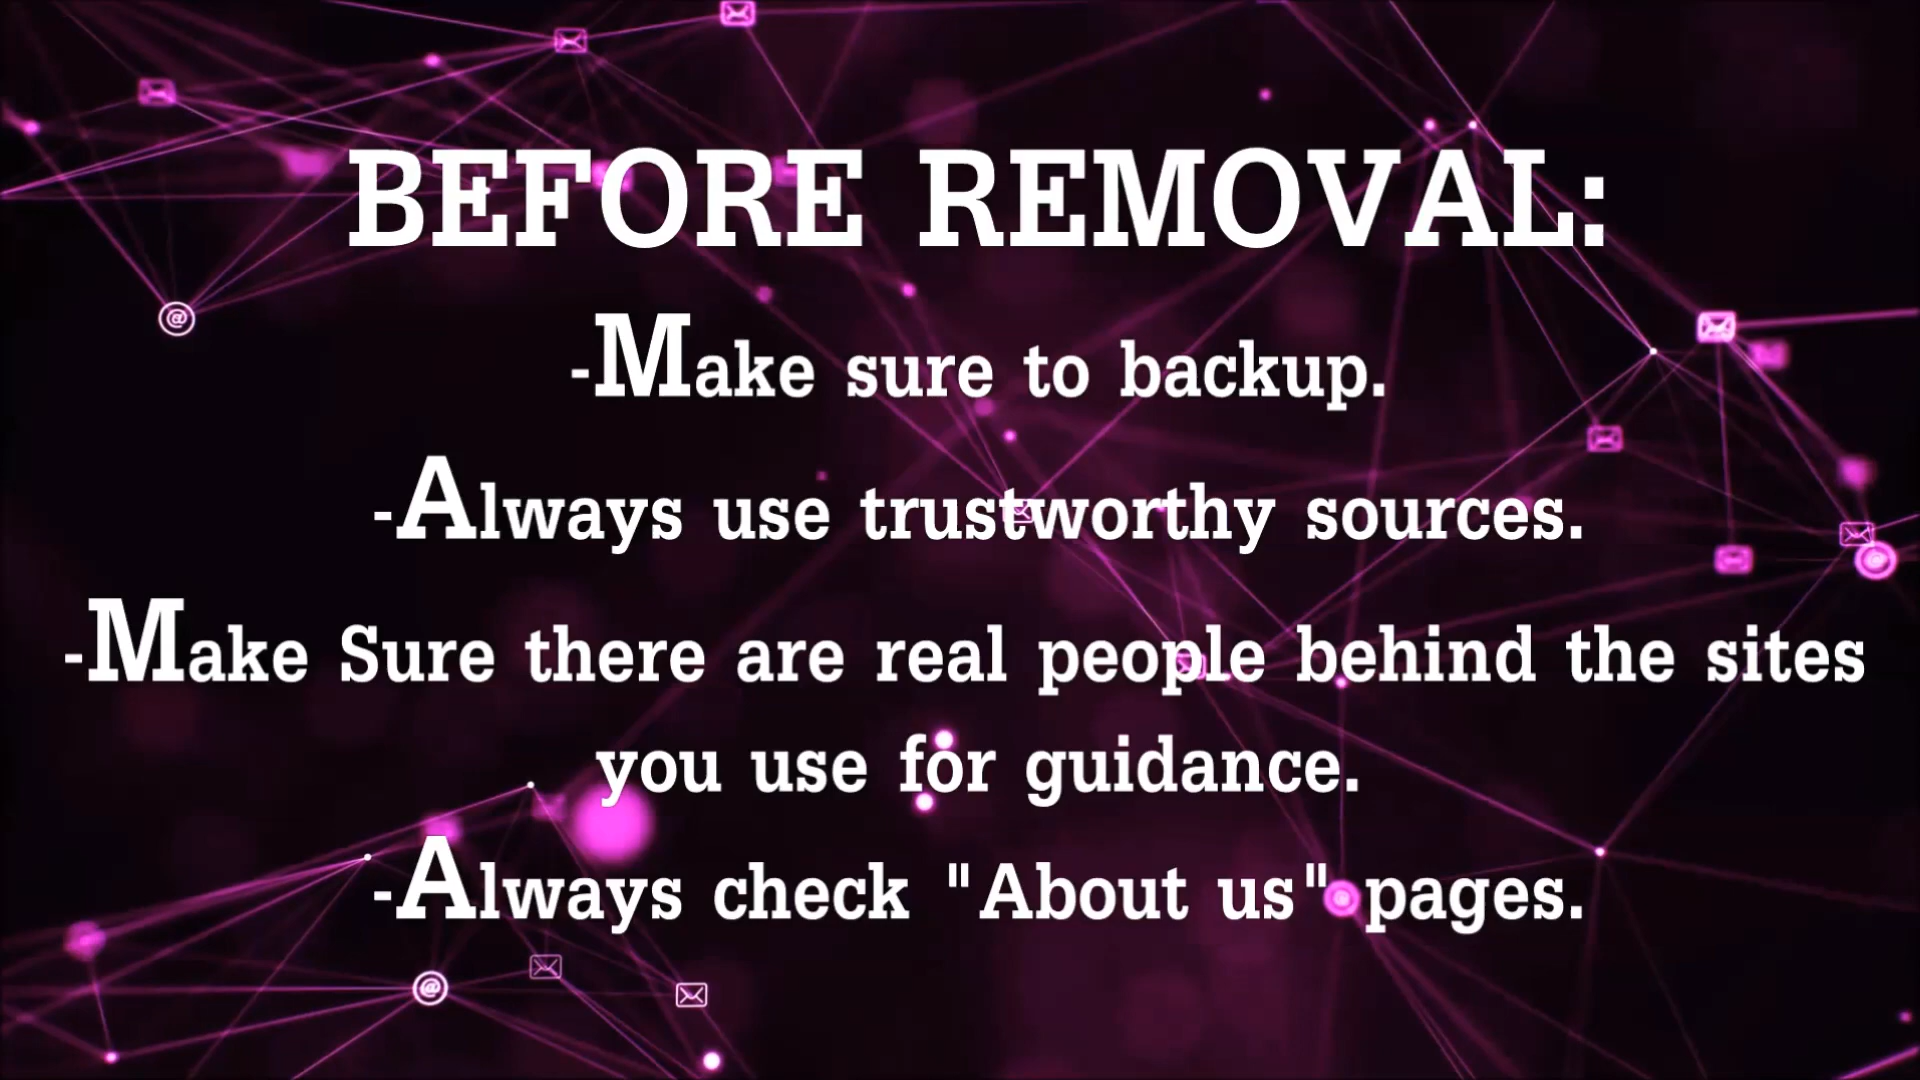 BEFORE REMOVAL:
-Make sure to backup.
-Always use trustworthy sources.
-Make Sure there are real people behind the sites
you use for guidance.
-Always check "About us" pages.